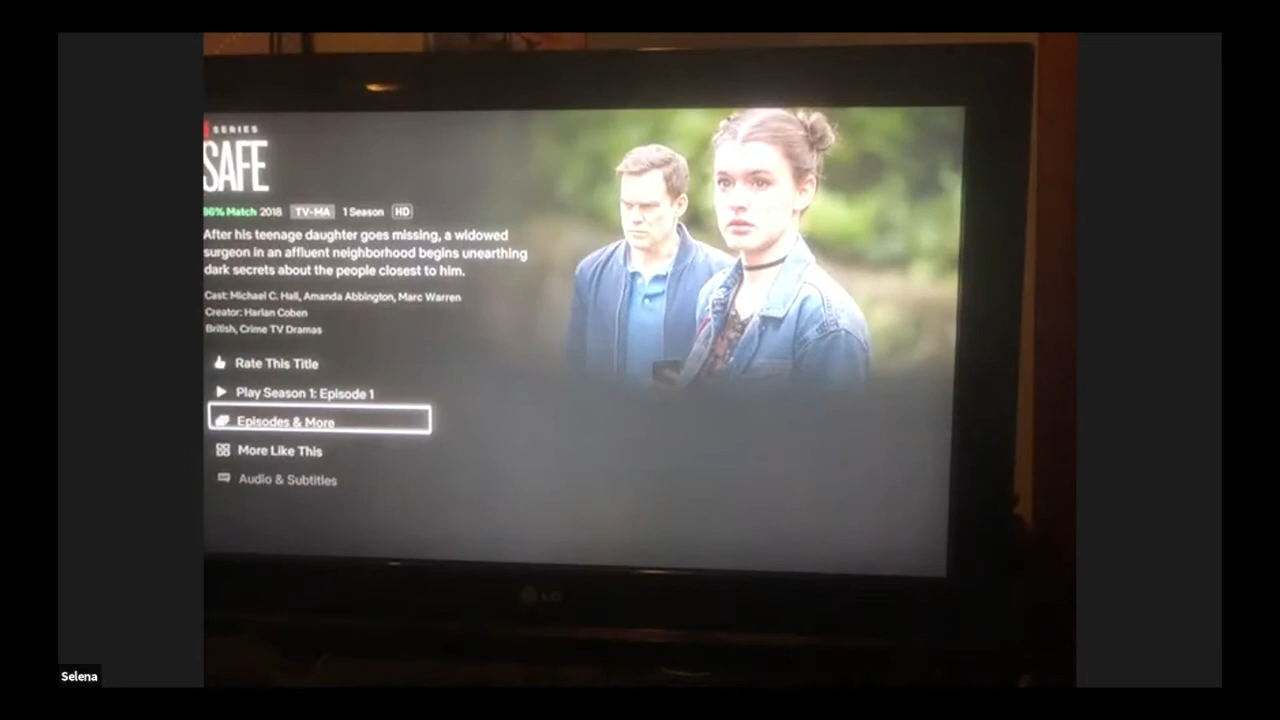 SERIES
SAFE
96% Match 2018 TV-MA 1 Season HD
After his teenage daughter goes missing, a widowed
surgeon in an affluent neighborhood begins unearthing
dark secrets about the people closest to him.
Cast: Michael C. Hall, Amanda Abbington, Marc Warren
Creator: Harlan Coben
British, Crime TV Dramas
Rate This Title
Play Season 1: Episode 1
Episodes & More
More Like This
Audio & Subtitles
LG
Selena